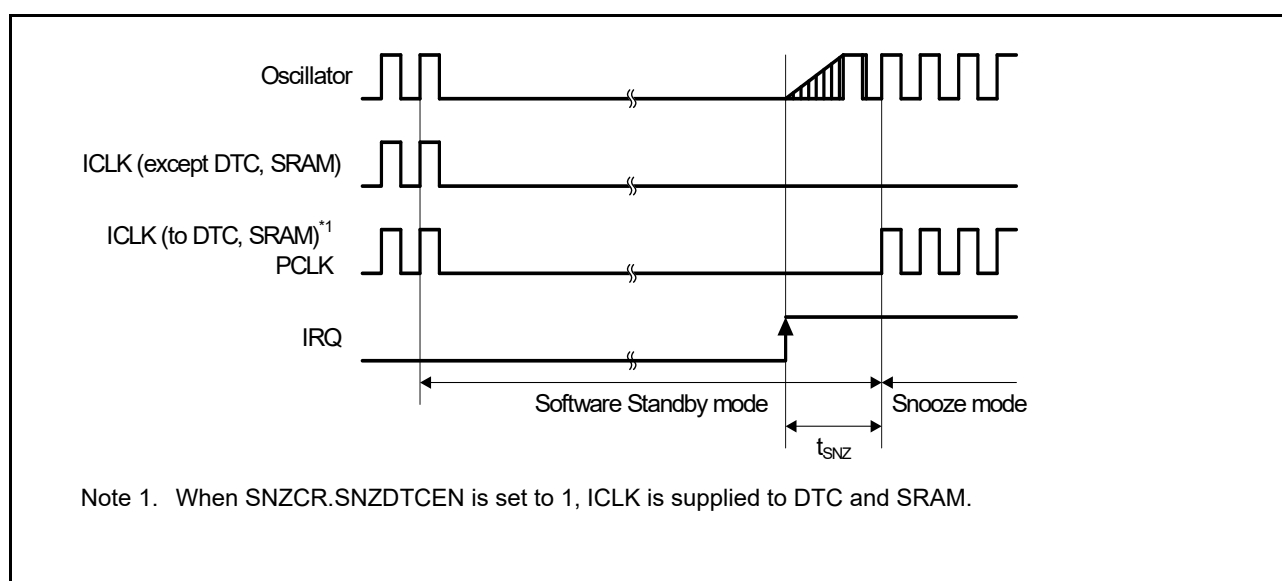 Oscillator
ICLK (except DTC, SRAM)
ICLK (to DTC, SRAM)*1
PCLK
IRQ
Software Standby mode
Snooze mode
tSNZ
Note 1. When SNZCR.SNZDTCEN is set to 1, ICLK is supplied to DTC and SRAM.